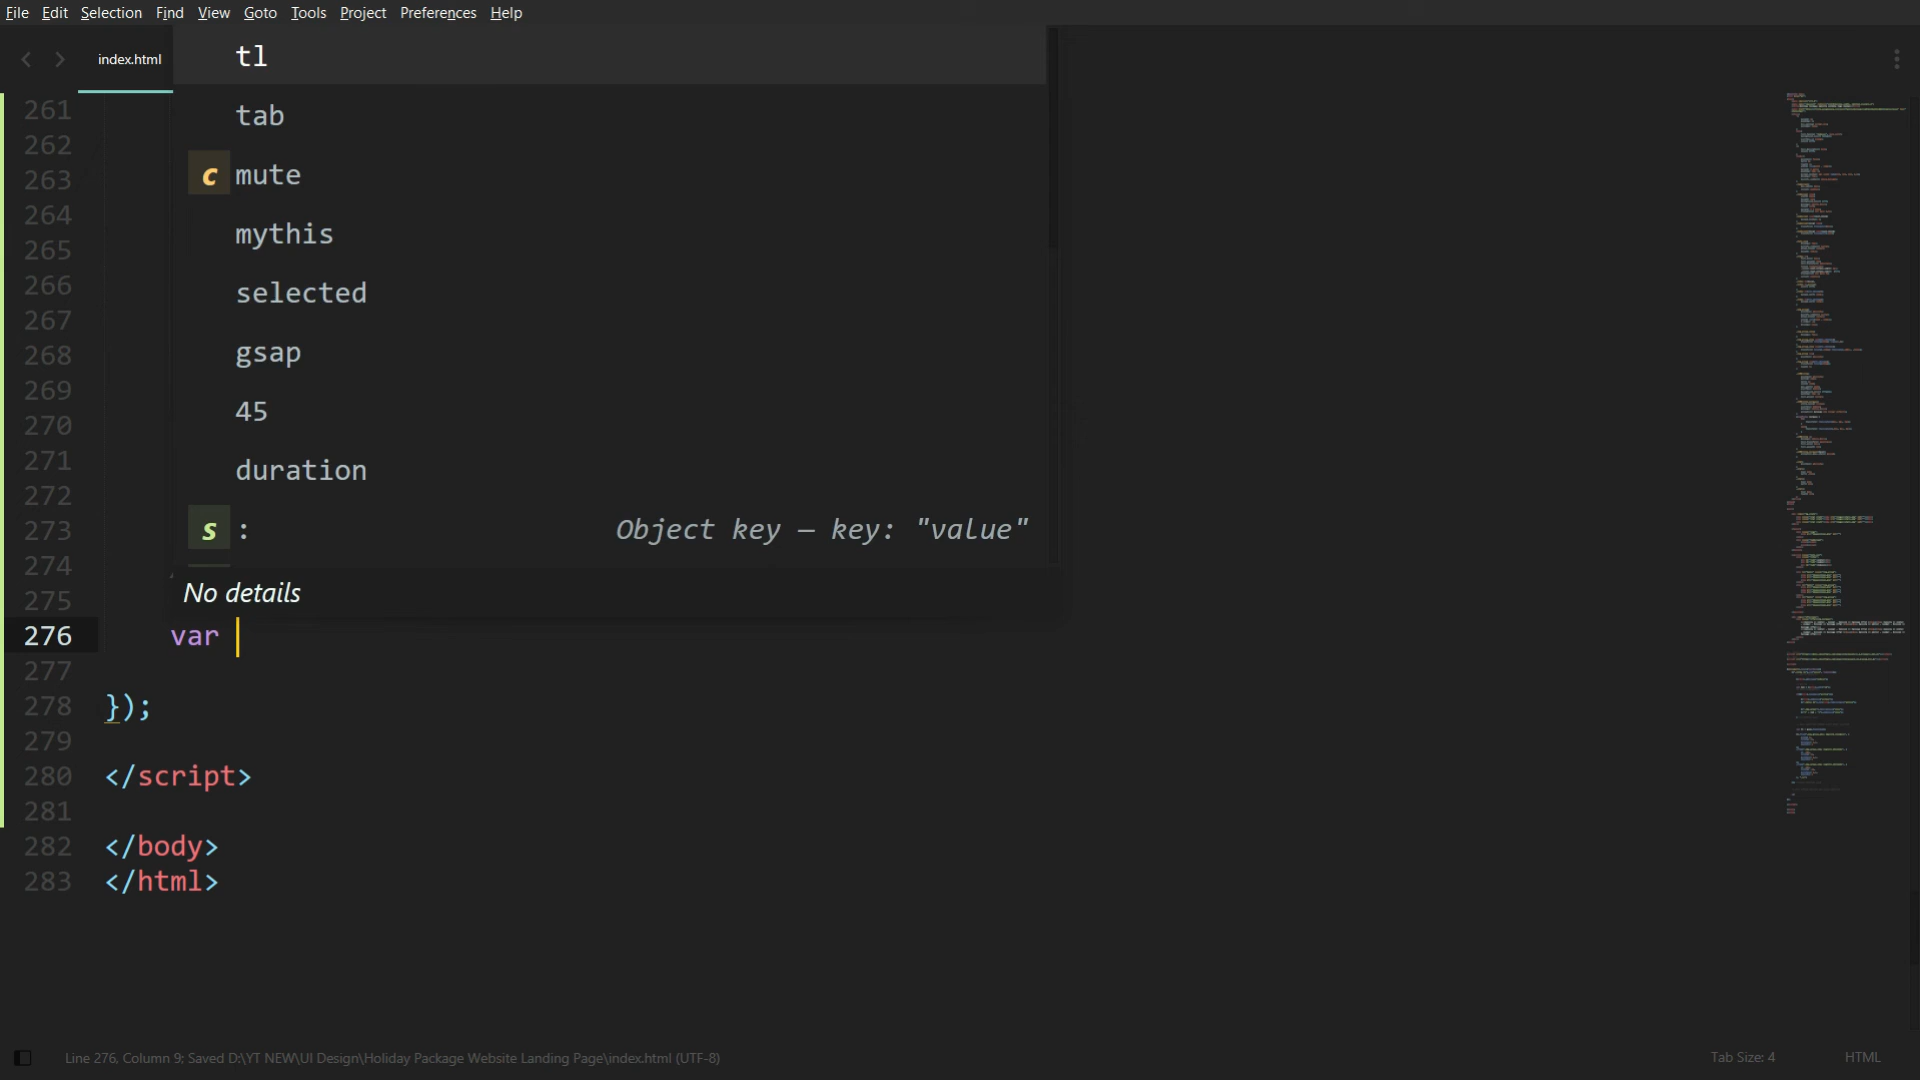 File Edit Selection Find View Goto Tools Project Preferences Help
index.html
tl
tab
c mute
mythis
selected
gsap
45
duration
s : Object key — key: "value"
No details
261
262
263
264
265
266
267
268
269
270
271
272
273
274
275
276 var
277
278 });
279
280 </script>
281
282 </body>
283 </html>
Line 276, Column 9; Saved D:\YT NEW\UI Design\Holiday Package Website Landing Page\index.html (UTF-8)
Tab Size: 4
HTML